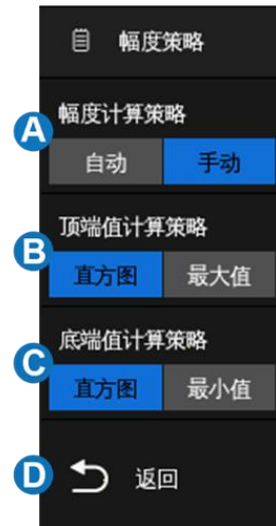 幅度策略
A
幅度计算策略
自动 手动
B
顶端值计算策略
直方图 最大值
C
底端值计算策略
直方图 最小值
D
返回